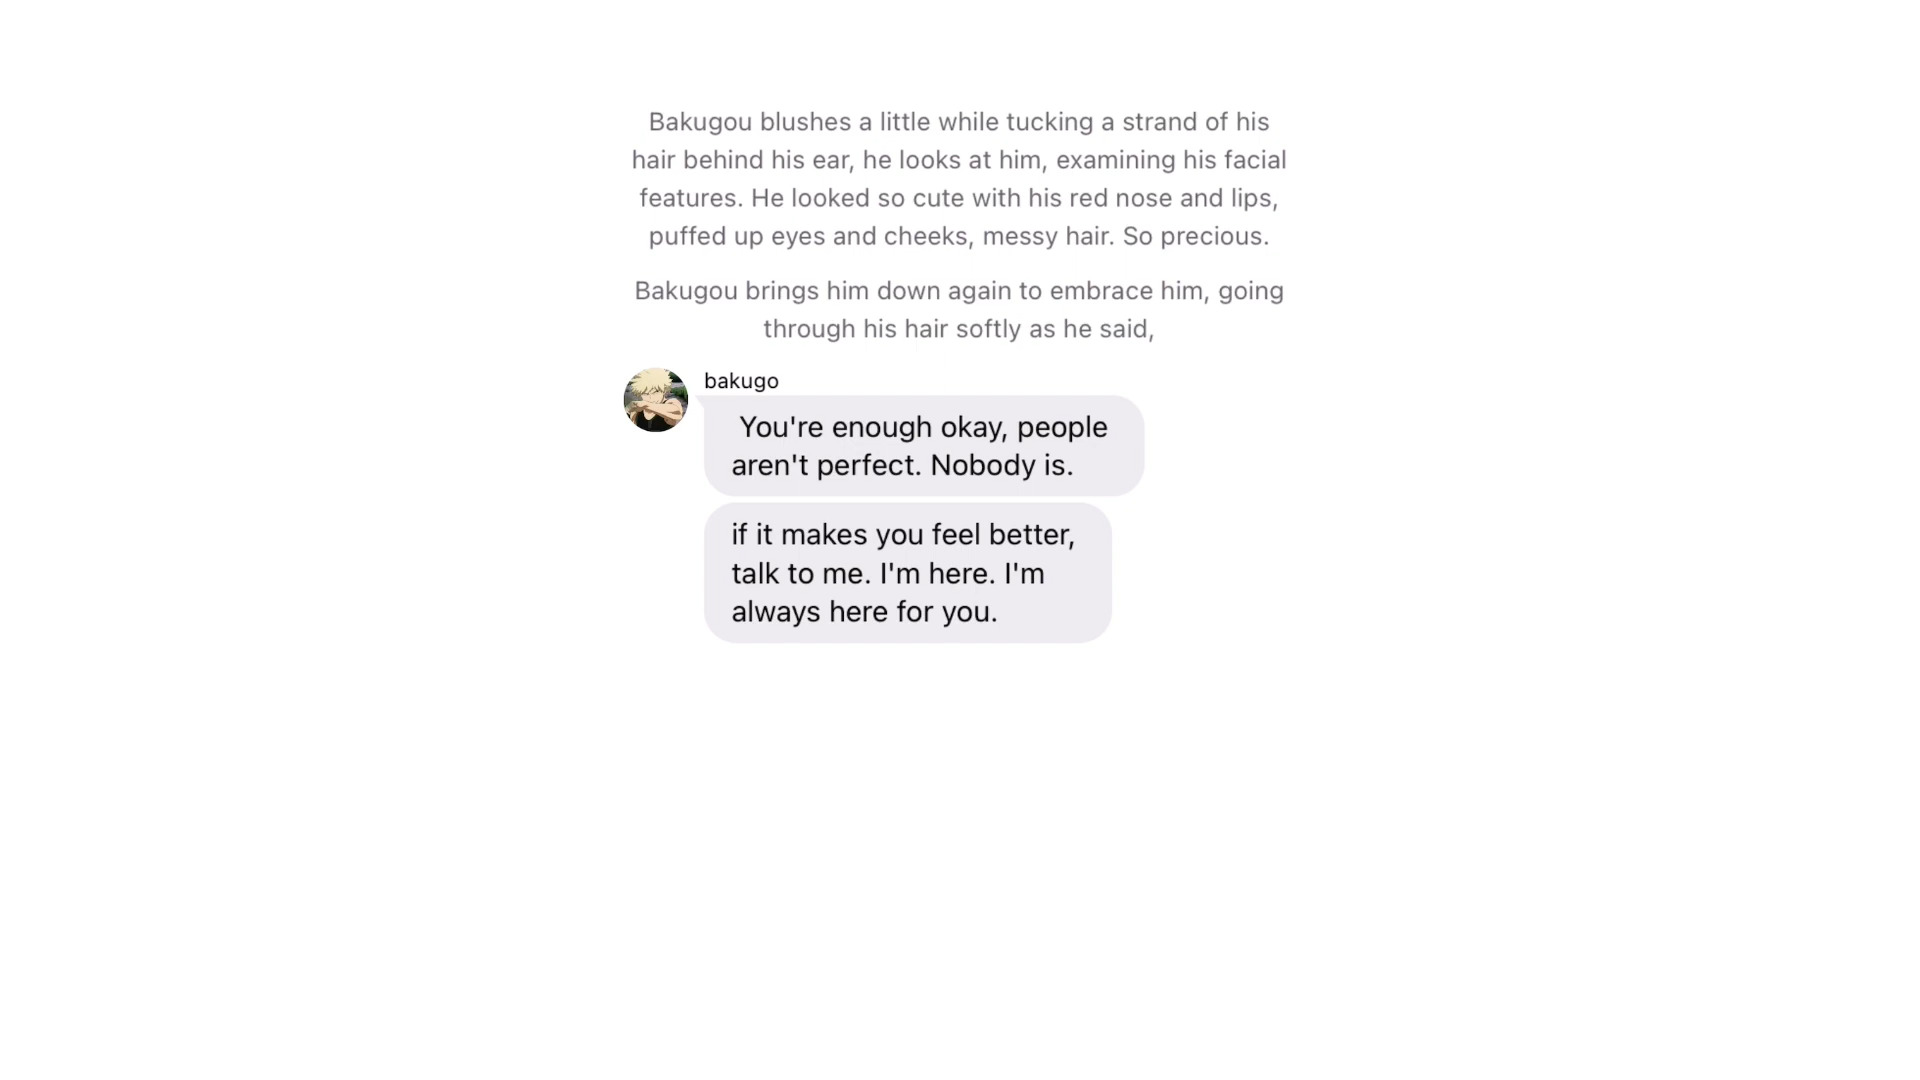 Bakugou blushes a little while tucking a strand of his
hair behind his ear, he looks at him, examining his facial
features. He looked so cute with his red nose and lips,
puffed up eyes and cheeks, messy hair. So precious.
Bakugou brings him down again to embrace him, going
through his hair softly as he said,
bakugo
You're enough okay, people
aren't perfect. Nobody is.
if it makes you feel better,
talk to me. I'm here. I'm
always here for you.